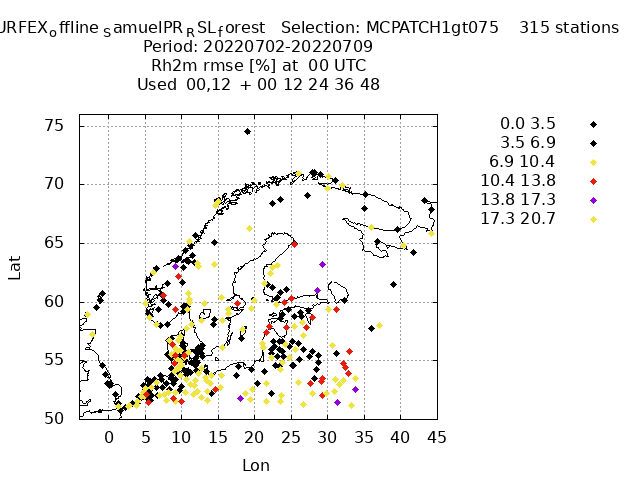 URFEXoffline SamuelPRRSLforest Selection: MCPATCH1gt075 315 stations
Period: 20220702-20220709
Rh2m rmse [%] at 00 UTC
Used 00,12 + 00 12 24 36 48
0.0 3.5
3.5 6.9
6.9 10.4
10.4 13.8
13.8 17.3
17.3 20.7
75
70
65
60
55
50
Lat
0 5 10 15 20 25 30 35 40 45
Lon